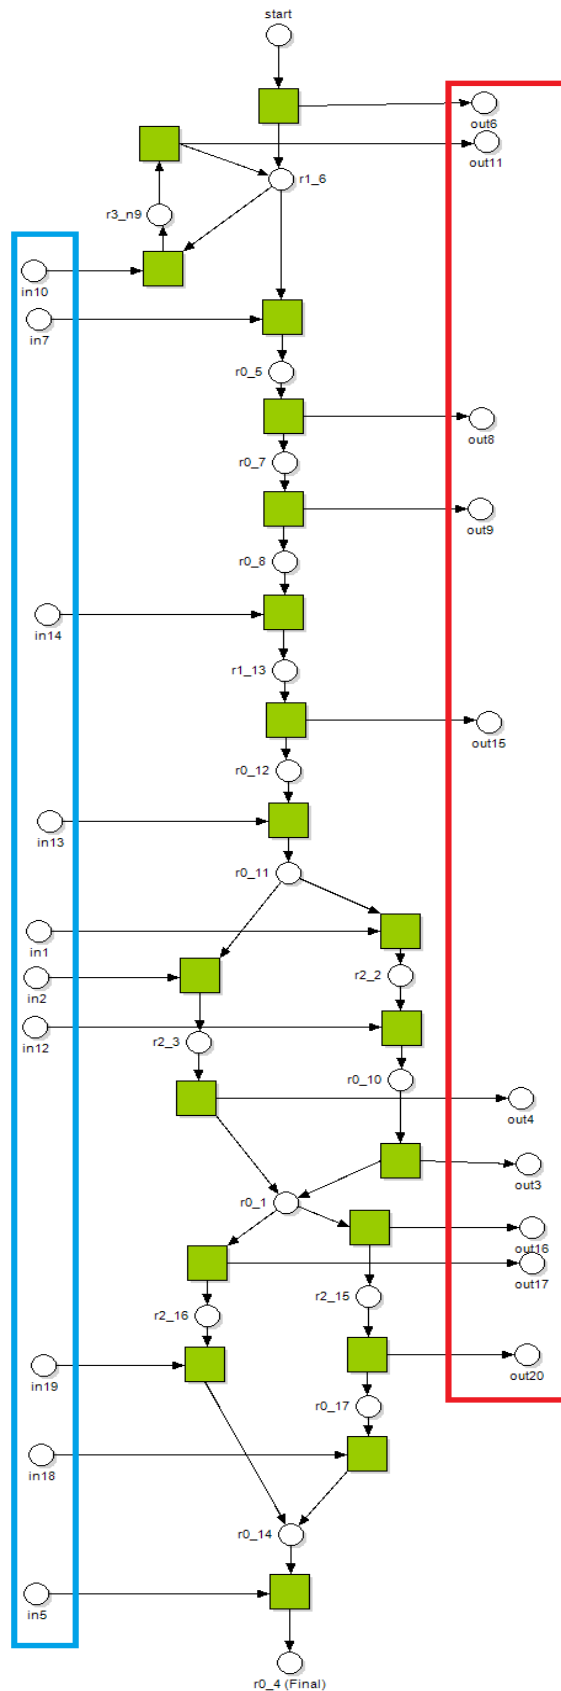 start
out6
out11
r1_6
r3_n9
in10
in7
r0_5
out8
r0_7
out9
r0_8
in14
r1_13
out15
r0_12
in13
r0_11
in1
r2_2
in2
in12
r2_3
r0_10
out4
out3
r0_1
out16
out17
r2_15
r2_16
in19
out20
r0_17
in18
r0_14
in5
r0_4 (Final)